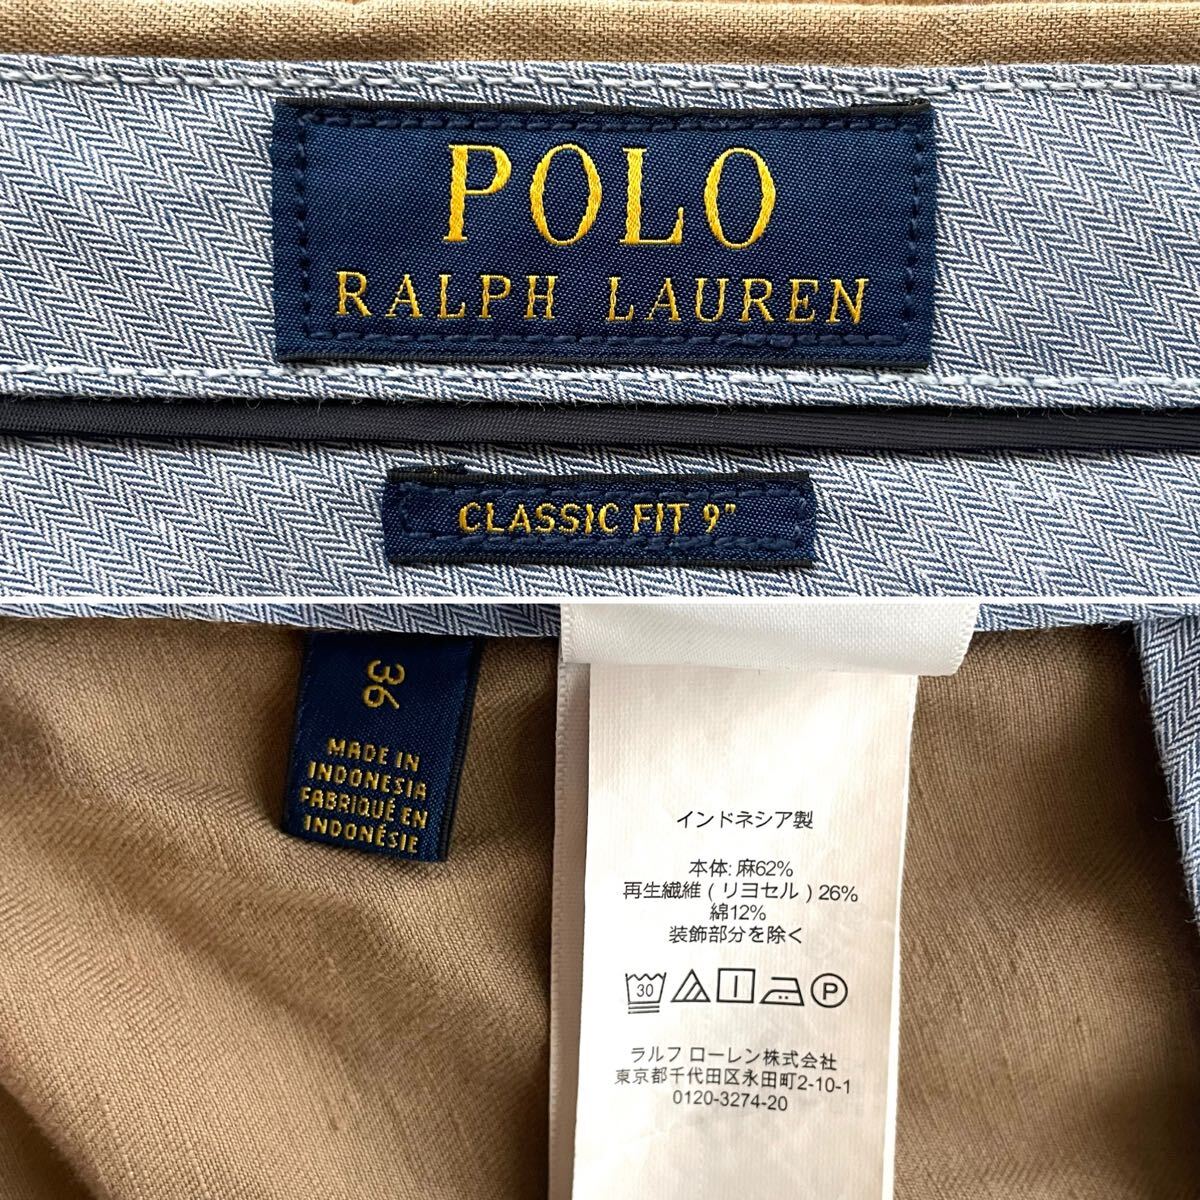 POLO
RALPH LAUREN
CLASSIC FIT 9"
36
MADE IN
INDONESIA
FABRIQUÉ EN
INDONÉSIE
インドネシア製
本体: 麻62%
再生繊維 ( リヨセル ) 26%
綿12%
装飾部分を除く
30 P
ラルフ ローレン株式会社
東京都千代田区永田町2-10-1
0120-3274-20